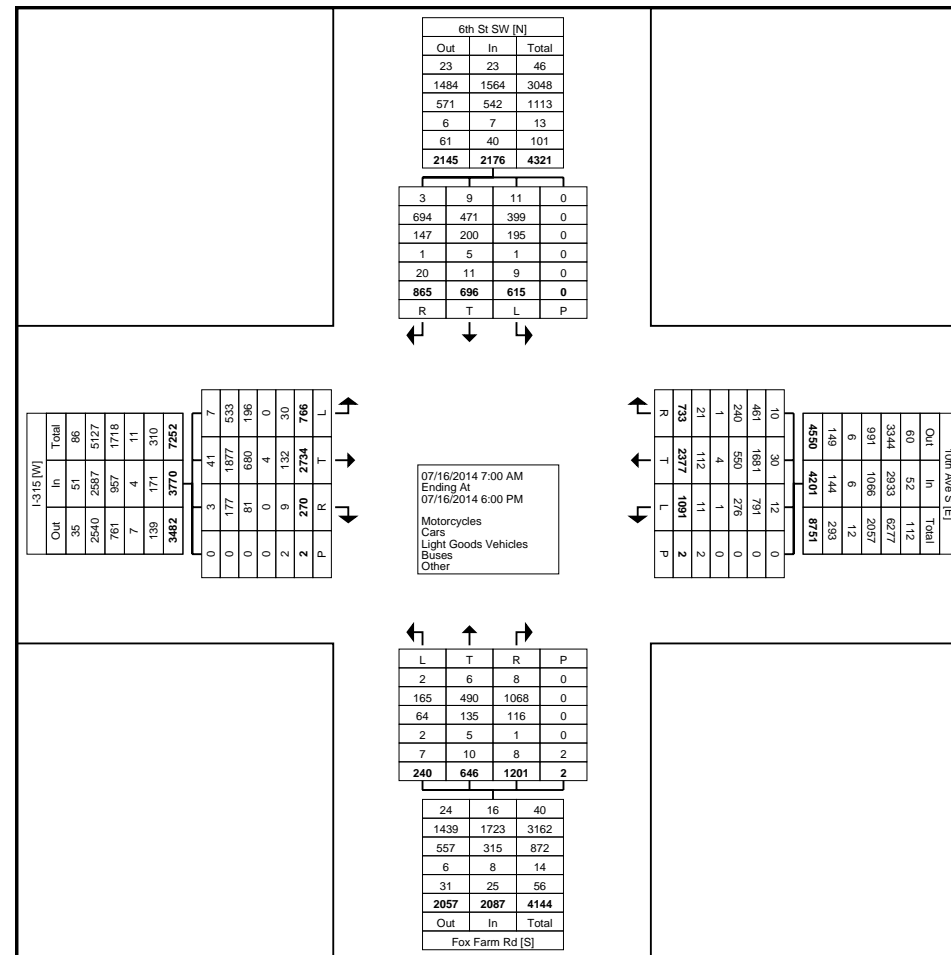 6th St SW [N]
Out In Total
23 23 46
1484 1564 3048
571 542 1113
6 7 13
61 40 101
2145 2176 4321
3 9 11 0
694 471 399 0
147 200 195 0
1 5 1 0
20 11 9 0
865 696 615 0
R T L P
I-315 [W]
Out In Total
35 51 86
2540 2587 5127
761 957 1718
7 4 11
139 171 310
3482 3770 7252
0 3 41 7
0 177 1877 533
0 81 680 196
0 0 4 0
2 9 132 30
2 270 2734 766
P R T L
07/16/2014 7:00 AM
Ending At
07/16/2014 6:00 PM
Motorcycles
Cars
Light Goods Vehicles
Buses
Other
10th Ave S [E]
Out In Total
60 52 112
3344 2933 6277
991 1066 2057
6 6 12
149 144 293
4550 4201 8751
10 30 12 0
461 1681 791 0
240 550 276 0
1 4 1 0
21 112 11 2
733 2377 1091 2
R T L P
L T R P
2 6 8 0
165 490 1068 0
64 135 116 0
2 5 1 0
7 10 8 2
240 646 1201 2
24 16 40
1439 1723 3162
557 315 872
6 8 14
31 25 56
2057 2087 4144
Out In Total
Fox Farm Rd [S]